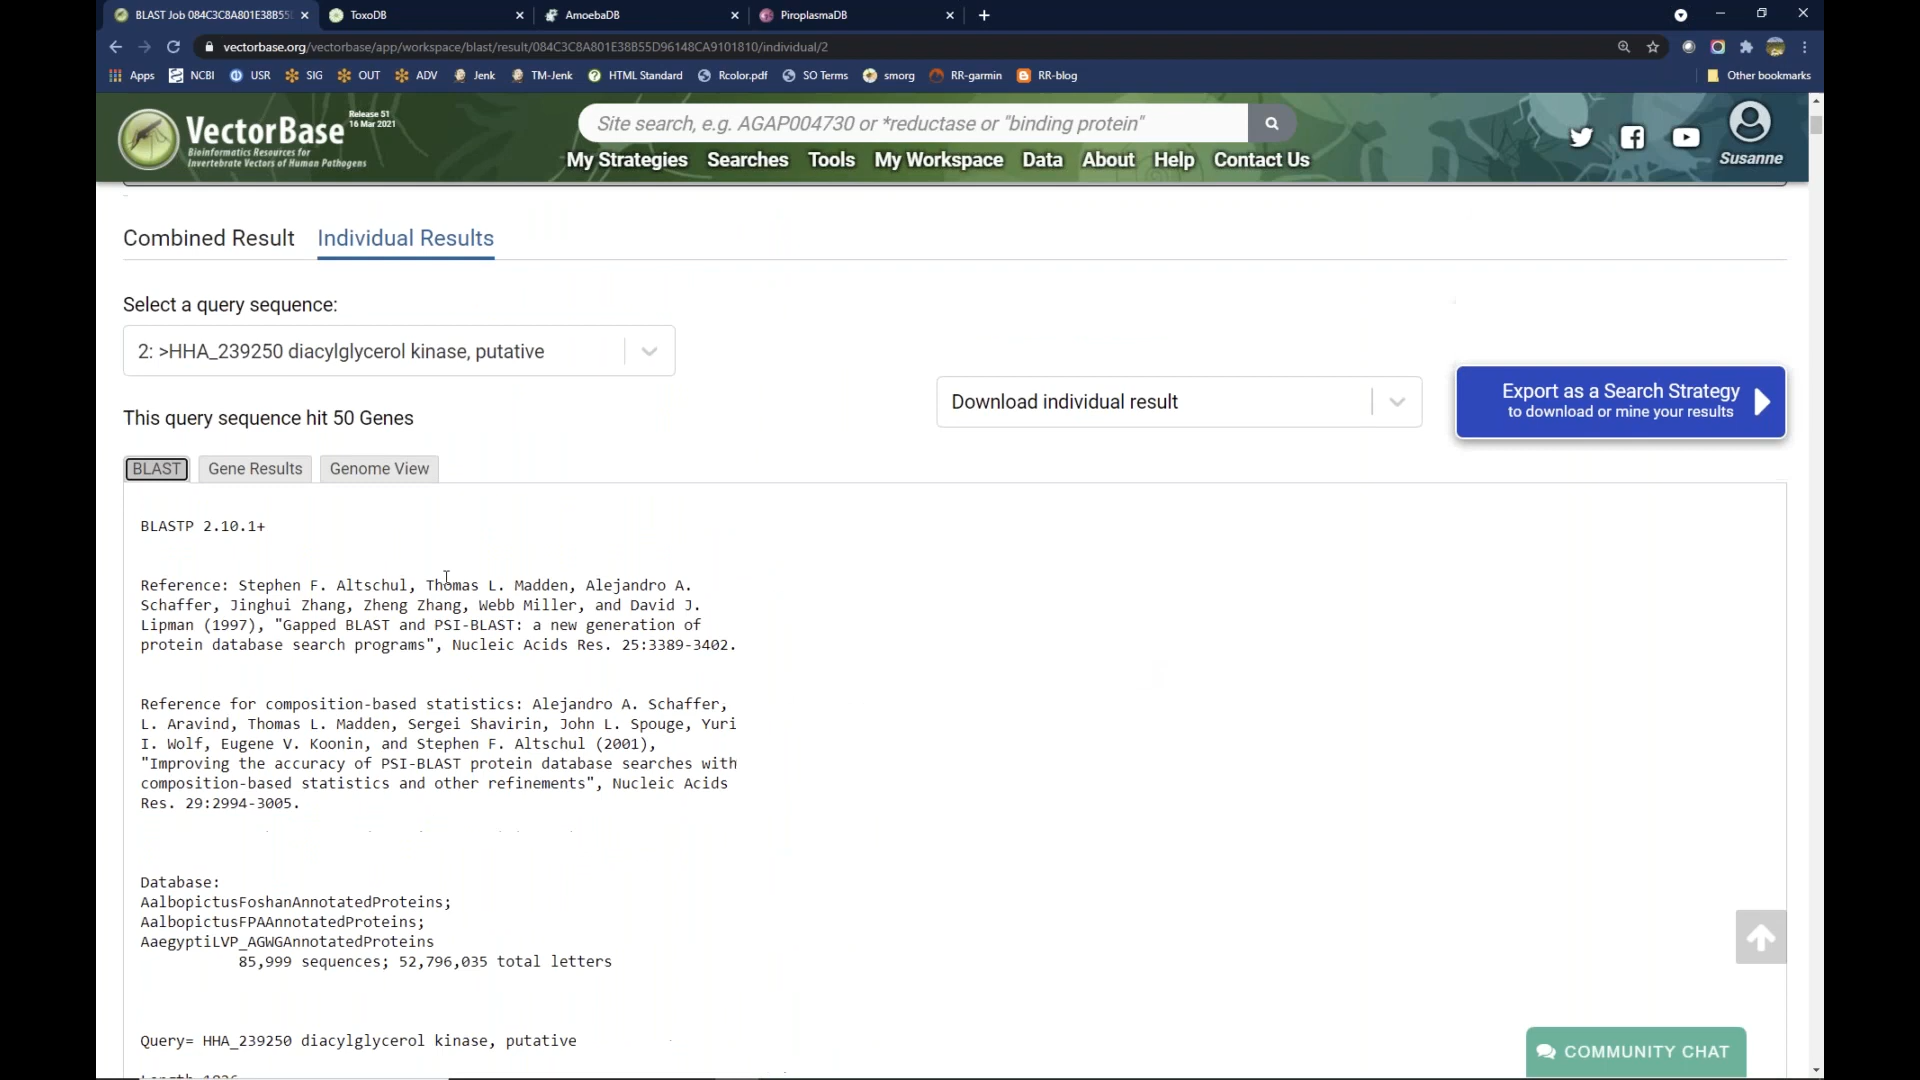 BLAST Job 084C3C8A801E38B55
ToxoDB
AmoebaDB
PiroplasmaDB
vectorbase.org/vectorbase/app/workspace/blast/result/084C3C8A801E38B55D96148CA9101810/individual/2
Apps NCBI USR SIG OUT ADV Jenk TM-Jenk HTML Standard Rcolor.pdf SO Terms smorg RR-garmin RR-blog Other bookmarks
VectorBase
Release 51
16 Mar 2021
Bioinformatics Resources for
Invertebrate Vectors of Human Pathogens
Site search, e.g. AGAP004730 or *reductase or "binding protein"
My Strategies Searches Tools My Workspace Data About Help Contact Us
Susanne
Combined Result Individual Results
Select a query sequence:
2: >HHA_239250 diacylglycerol kinase, putative
This query sequence hit 50 Genes
Download individual result
Export as a Search Strategy
to download or mine your results
BLAST Gene Results Genome View
BLASTP 2.10.1+
Reference: Stephen F. Altschul, Thomas L. Madden, Alejandro A.
Schaffer, Jinghui Zhang, Zheng Zhang, Webb Miller, and David J.
Lipman (1997), "Gapped BLAST and PSI-BLAST: a new generation of
protein database search programs", Nucleic Acids Res. 25:3389-3402.
Reference for composition-based statistics: Alejandro A. Schaffer,
L. Aravind, Thomas L. Madden, Sergei Shavirin, John L. Spouge, Yuri
I. Wolf, Eugene V. Koonin, and Stephen F. Altschul (2001),
"Improving the accuracy of PSI-BLAST protein database searches with
composition-based statistics and other refinements", Nucleic Acids
Res. 29:2994-3005.
Database:
AalbopictusFoshanAnnotatedProteins;
AalbopictusFPAAnnotatedProteins;
AaegyptiLVP_AGWGAnnotatedProteins
85,999 sequences; 52,796,035 total letters
Query= HHA_239250 diacylglycerol kinase, putative
COMMUNITY CHAT